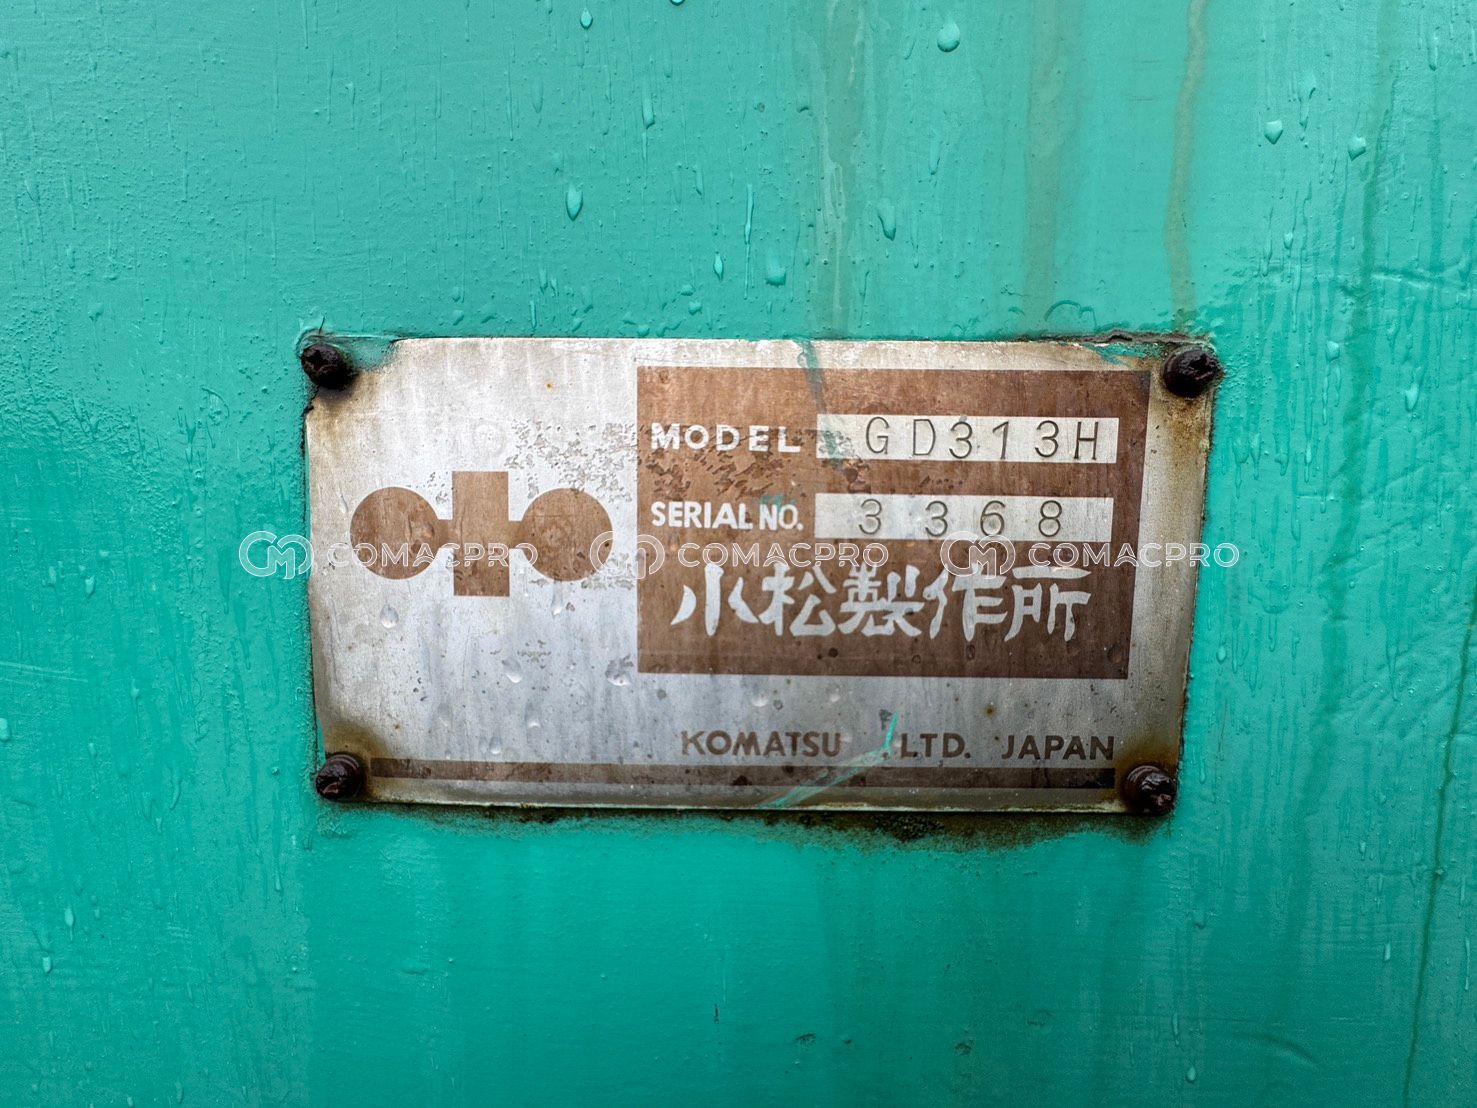 MODEL GD313H
SERIAL NO. 3368
小松製作所
KOMATSU LTD. JAPAN
COMACPRO COMACPRO COMACPRO